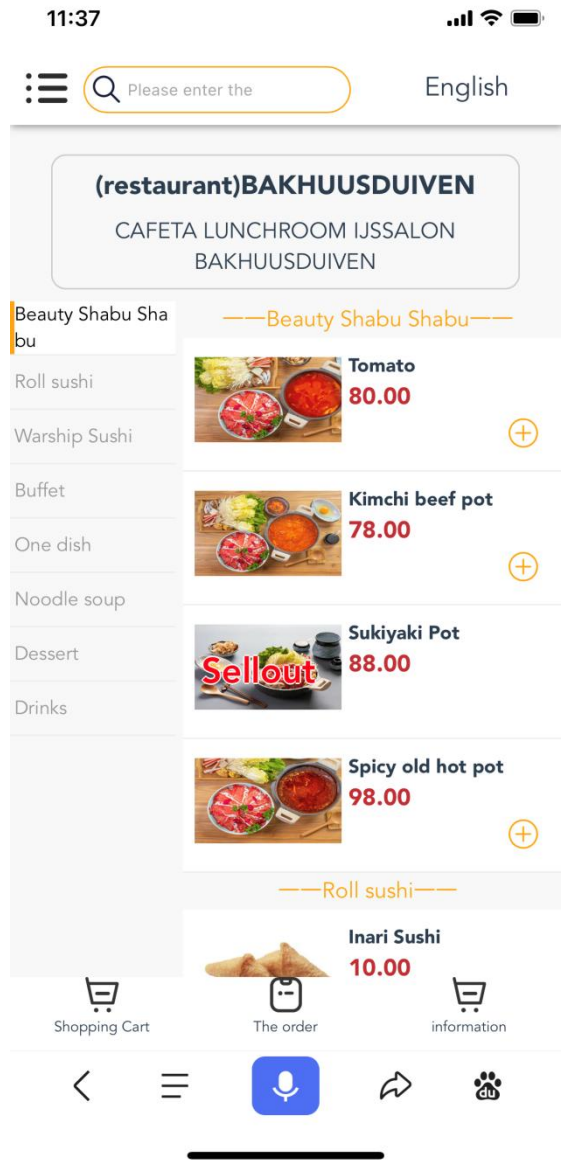 11:37
Please enter the
English
(restaurant)BAKHUUSDUIVEN
CAFETA LUNCHROOM IJSSALON
BAKHUUSDUIVEN
Beauty Shabu Sha
bu
Roll sushi
Warship Sushi
Buffet
One dish
Noodle soup
Dessert
Drinks
——Beauty Shabu Shabu——
Tomato
80.00
Kimchi beef pot
78.00
Sellout
Sukiyaki Pot
88.00
Spicy old hot pot
98.00
——Roll sushi——
Inari Sushi
10.00
Shopping Cart
The order
information
du